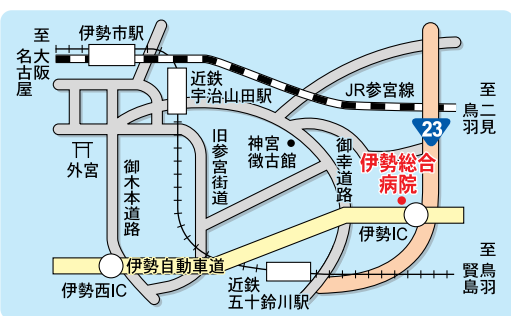 至
大阪
名古屋
伊勢市駅
近鉄
宇治山田駅
JR参宮線
至
二見
鳥羽
23
外宮
御木本道路
旧参宮街道
神宮
徴古館
御幸道路
伊勢総合
病院
伊勢IC
伊勢自動車道
伊勢西IC
近鉄
五十鈴川駅
至
鳥羽
賢島